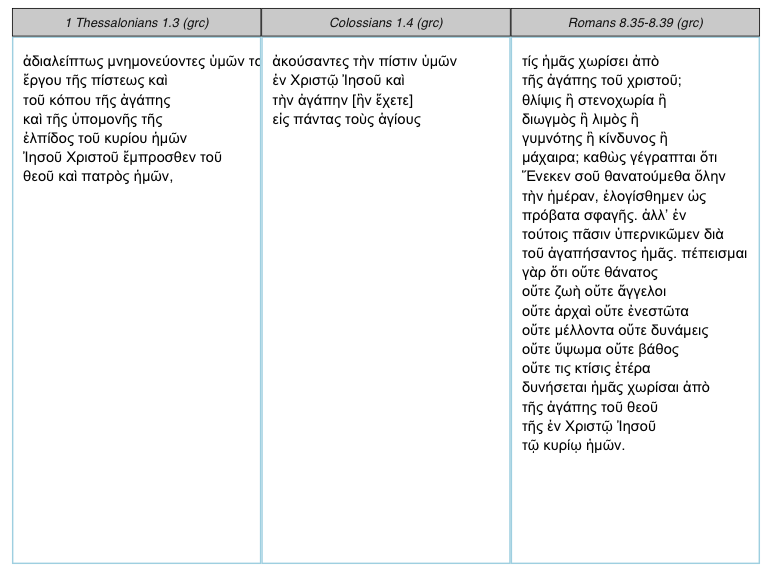 1 Thessalonians 1.3 (grc)
ἀδιαλείπτως μνημονεύοντες ὑμῶν το
ἔργου τῆς πίστεως καὶ
τοῦ κόπου τῆς ἀγάπης
καὶ τῆς ὑπομονῆς τῆς
ἐλπίδος τοῦ κυρίου ἡμῶν
Ἰησοῦ Χριστοῦ ἔμπροσθεν τοῦ
θεοῦ καὶ πατρὸς ἡμῶν,
Colossians 1.4 (grc)
ἀκούσαντες τὴν πίστιν ὑμῶν
ἐν Χριστῷ Ἰησοῦ καὶ
τὴν ἀγάπην [ἣν ἔχετε]
εἰς πάντας τοὺς ἁγίους
Romans 8.35-8.39 (grc)
τίς ἡμᾶς χωρίσει ἀπὸ
τῆς ἀγάπης τοῦ χριστοῦ;
θλίψις ἢ στενοχωρία ἢ
διωγμὸς ἢ λιμὸς ἢ
γυμνότης ἢ κίνδυνος ἢ
μάχαιρα; καθὼς γέγραπται ὅτι
Ἕνεκεν σοῦ θανατούμεθα ὅλην
τὴν ἡμέραν, ἐλογίσθημεν ὡς
πρόβατα σφαγῆς. ἀλλ' ἐν
τούτοις πᾶσιν ὑπερνικῶμεν διὰ
τοῦ ἀγαπήσαντος ἡμᾶς. πέπεισμαι
γὰρ ὅτι οὔτε θάνατος
οὔτε ζωὴ οὔτε ἄγγελοι
οὔτε ἀρχαὶ οὔτε ἐνεστῶτα
οὔτε μέλλοντα οὔτε δυνάμεις
οὔτε ὕψωμα οὔτε βάθος
οὔτε τις κτίσις ἑτέρα
δυνήσεται ἡμᾶς χωρίσαι ἀπὸ
τῆς ἀγάπης τοῦ θεοῦ
τῆς ἐν Χριστῷ Ἰησοῦ
τῷ κυρίῳ ἡμῶν.